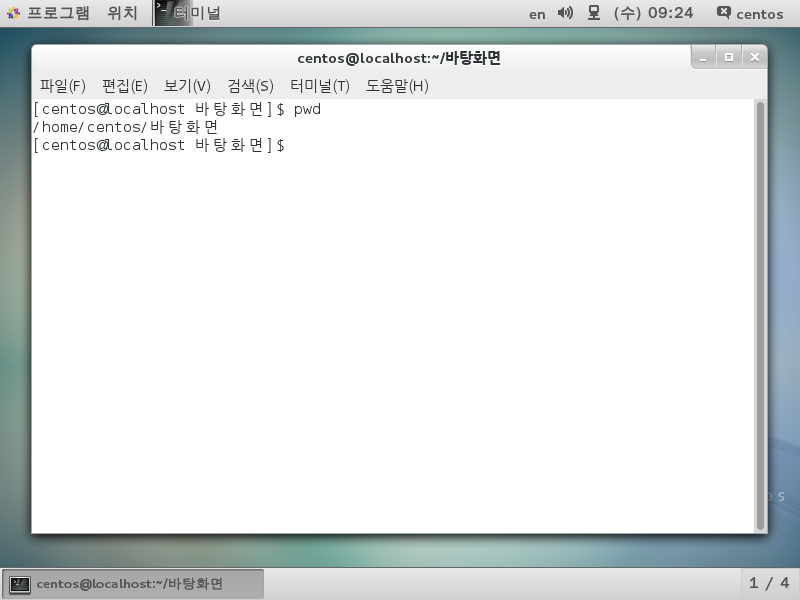 프로그램 위치 터미널 en (수) 09:24 centos
centos@localhost:~/바탕화면
파일(F) 편집(E) 보기(V) 검색(S) 터미널(T) 도움말(H)
[centos@localhost 바탕화면]$ pwd
/home/centos/바탕화면
[centos@localhost 바탕화면]$
centos@localhost:~/바탕화면 1 / 4